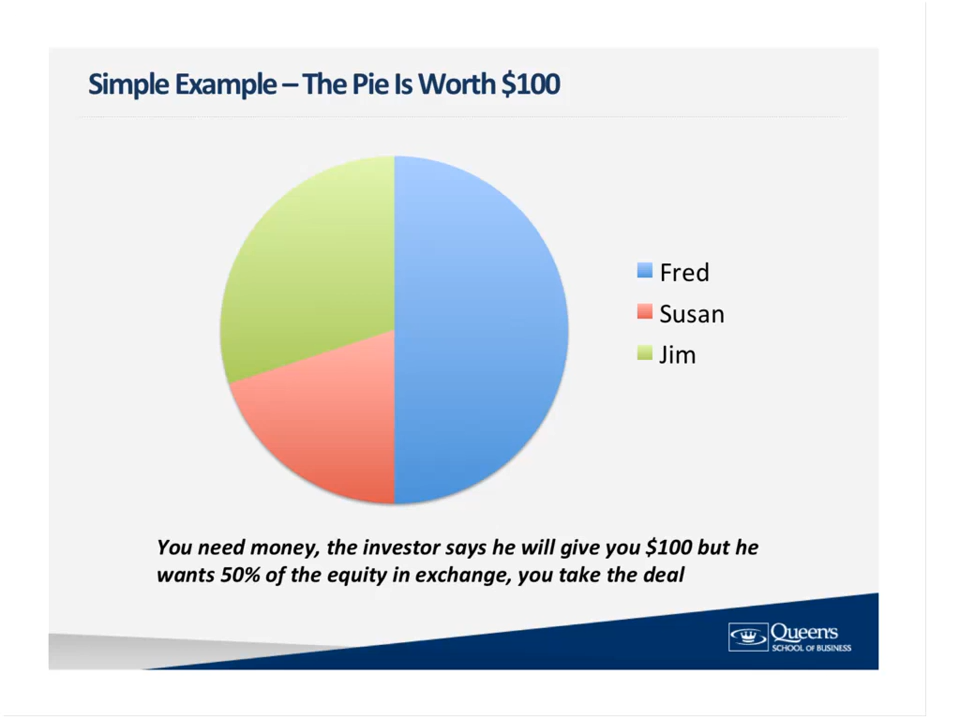 Simple Example – The Pie Is Worth $100
Fred
Susan
Jim
You need money, the investor says he will give you $100 but he
wants 50% of the equity in exchange, you take the deal
Queen's
SCHOOL OF BUSINESS